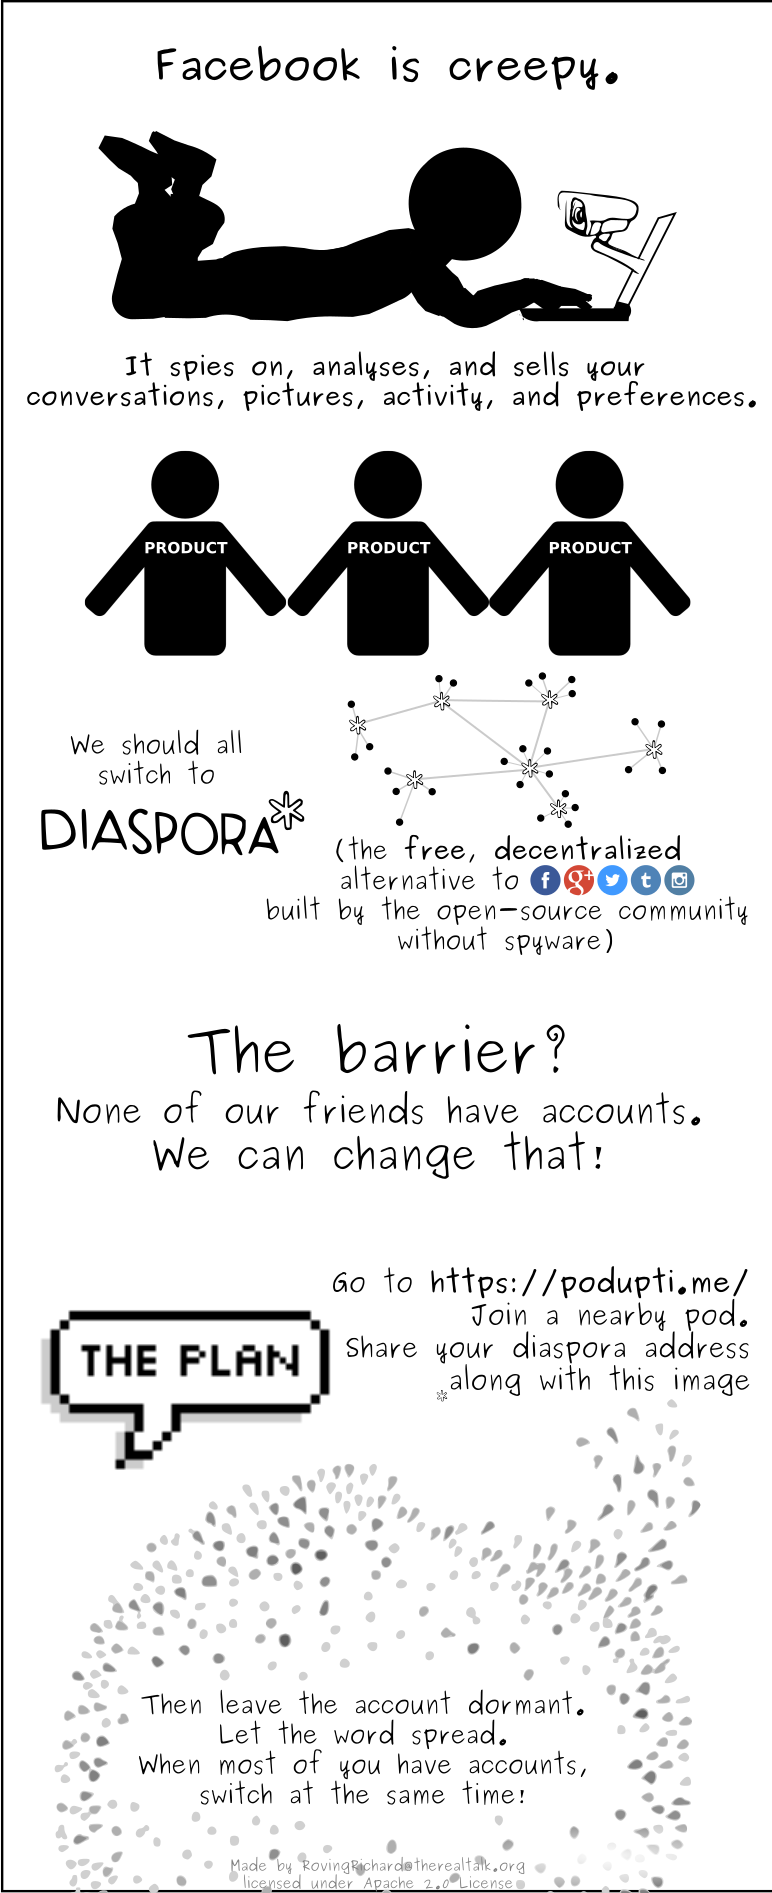 Facebook is creepy.
It spies on, analyses, and sells your
conversations, pictures, activity, and preferences.
PRODUCT PRODUCT PRODUCT
We should all
switch to
DIASPORA*
(the free, decentralized
alternative to f g+ t
built by the open-source community
without spyware)
The barrier?
None of our friends have accounts.
We can change that!
THE PLAN
Go to https://podupti.me/
Join a nearby pod.
Share your diaspora address
along with this image
Then leave the account dormant.
Let the word spread.
When most of you have accounts,
switch at the same time!
Made by RovingRichard@therealtalk.org
licensed under Apache 2.0 License